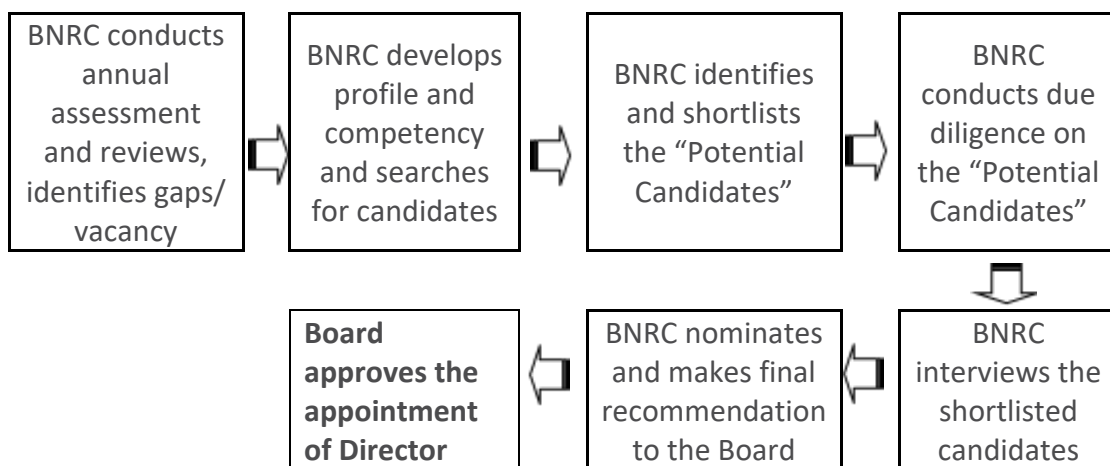 BNRC conducts
annual
assessment
and reviews,
identifies gaps/
vacancy
BNRC develops
profile and
competency
and searches
for candidates
BNRC identifies
and shortlists
the “Potential
Candidates”
BNRC
conducts due
diligence on
the “Potential
Candidates”
BNRC
interviews the
shortlisted
candidates
BNRC nominates
and makes final
recommendation
to the Board
Board
approves the
appointment
of Director